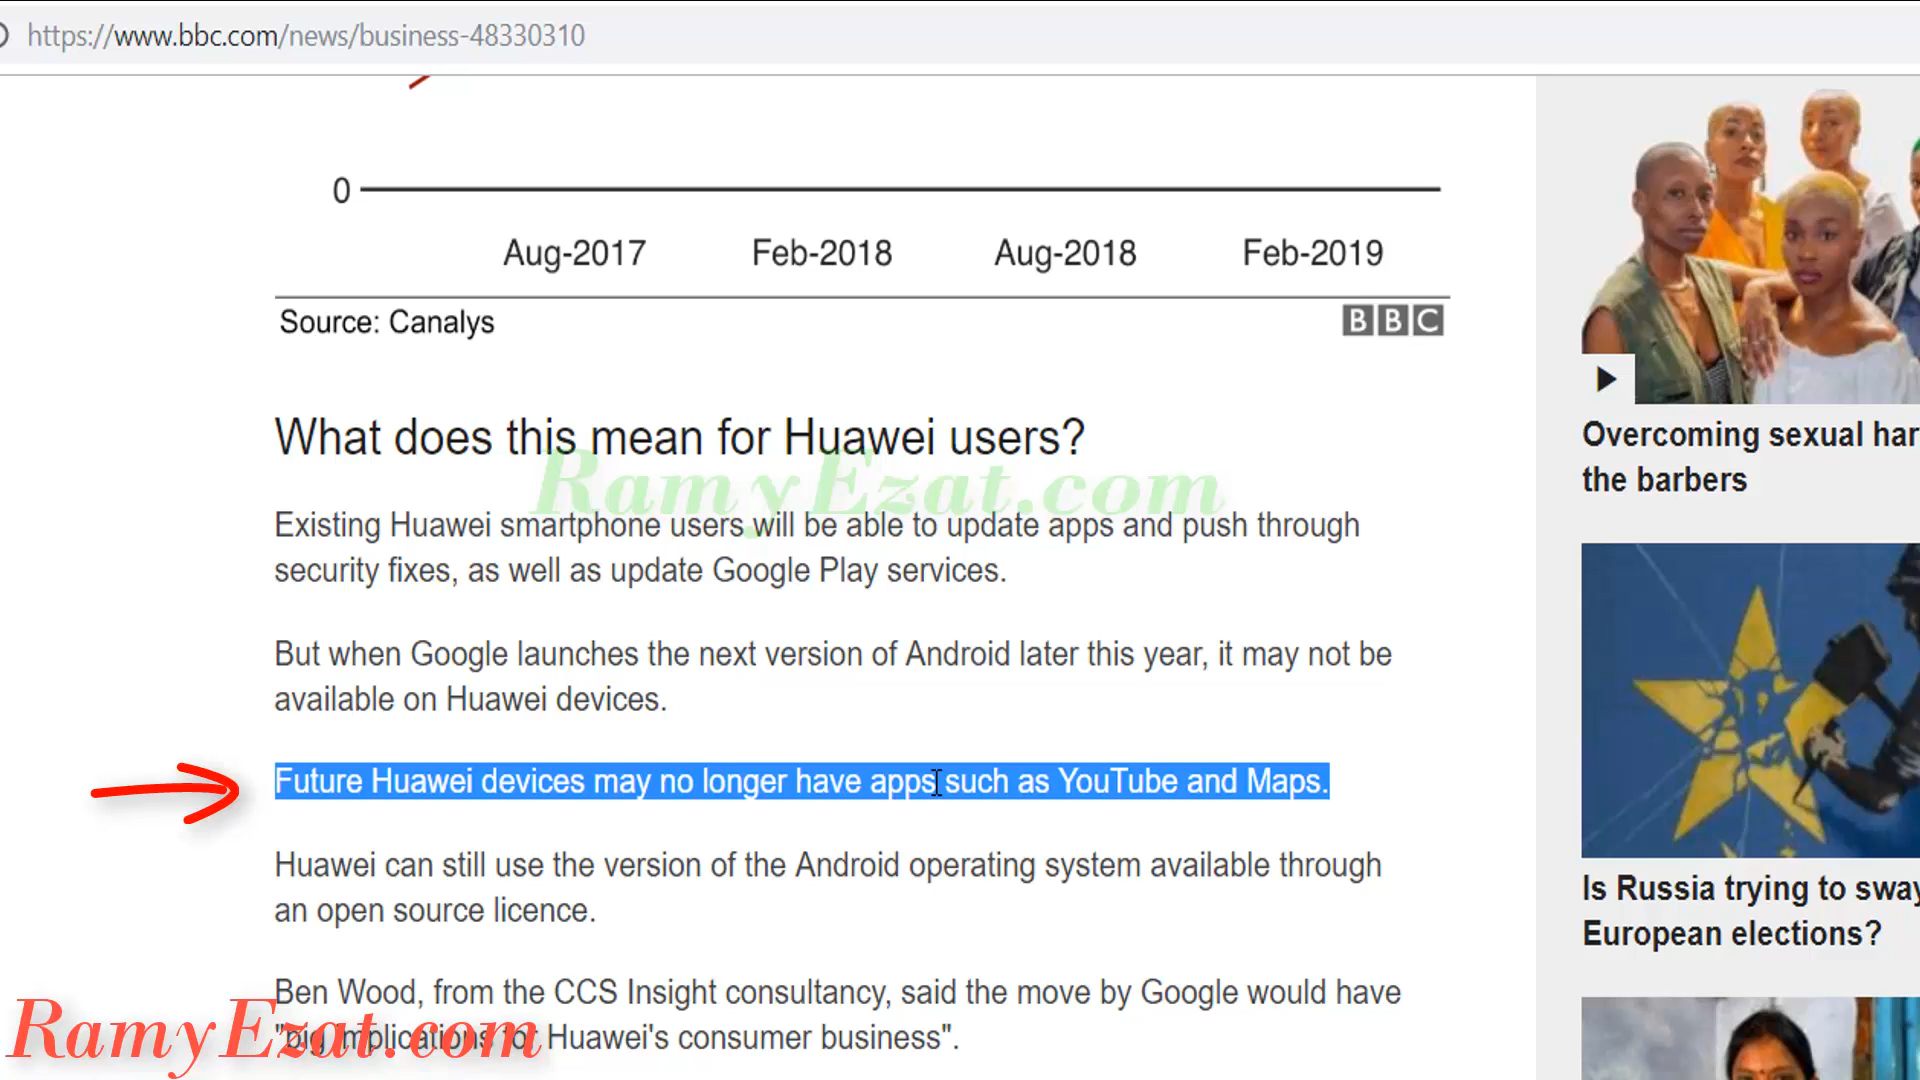 https://www.bbc.com/news/business-48330310
0
Aug-2017 Feb-2018 Aug-2018 Feb-2019
Source: Canalys
BBC
What does this mean for Huawei users?
RamyEzat.com
Existing Huawei smartphone users will be able to update apps and push through
security fixes, as well as update Google Play services.
But when Google launches the next version of Android later this year, it may not be
available on Huawei devices.
Future Huawei devices may no longer have apps such as YouTube and Maps.
Huawei can still use the version of the Android operating system available through
an open source licence.
Ben Wood, from the CCS Insight consultancy, said the move by Google would have
"big implications for Huawei's consumer business".
RamyEzat.com
Overcoming sexual har
the barbers
Is Russia trying to sway
European elections?